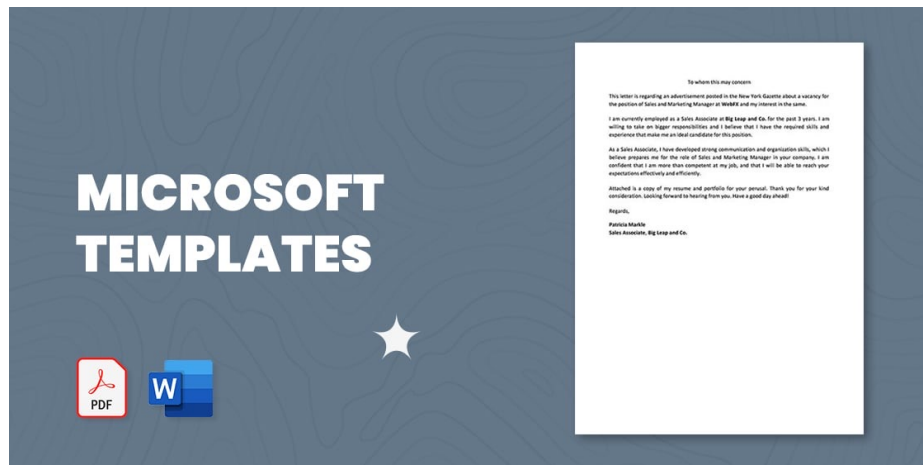 MICROSOFT
TEMPLATES
PDF
W
To whom this may concern
This letter is regarding an advertisement posted in the New York Gazette about a vacancy for
the position of Sales and Marketing Manager at WebFX and my interest in the same.
I am currently employed as a Sales Associate at Big Leap and Co. for the past 3 years. I am
willing to take on bigger responsibilities and I believe that I have the required skills and
experience that make me an ideal candidate for this position.
As a Sales Associate, I have developed strong communication and organization skills, which I
believe prepares me for the role of Sales and Marketing Manager in your company. I am
confident that I am more than competent at my job, and that I will be able to reach your
expectations effectively and efficiently.
Attached is a copy of my resume and portfolio for your perusal. Thank you for your kind
consideration. Looking forward to hearing from you. Have a good day ahead!
Regards,
Patricia Markle
Sales Associate, Big Leap and Co.